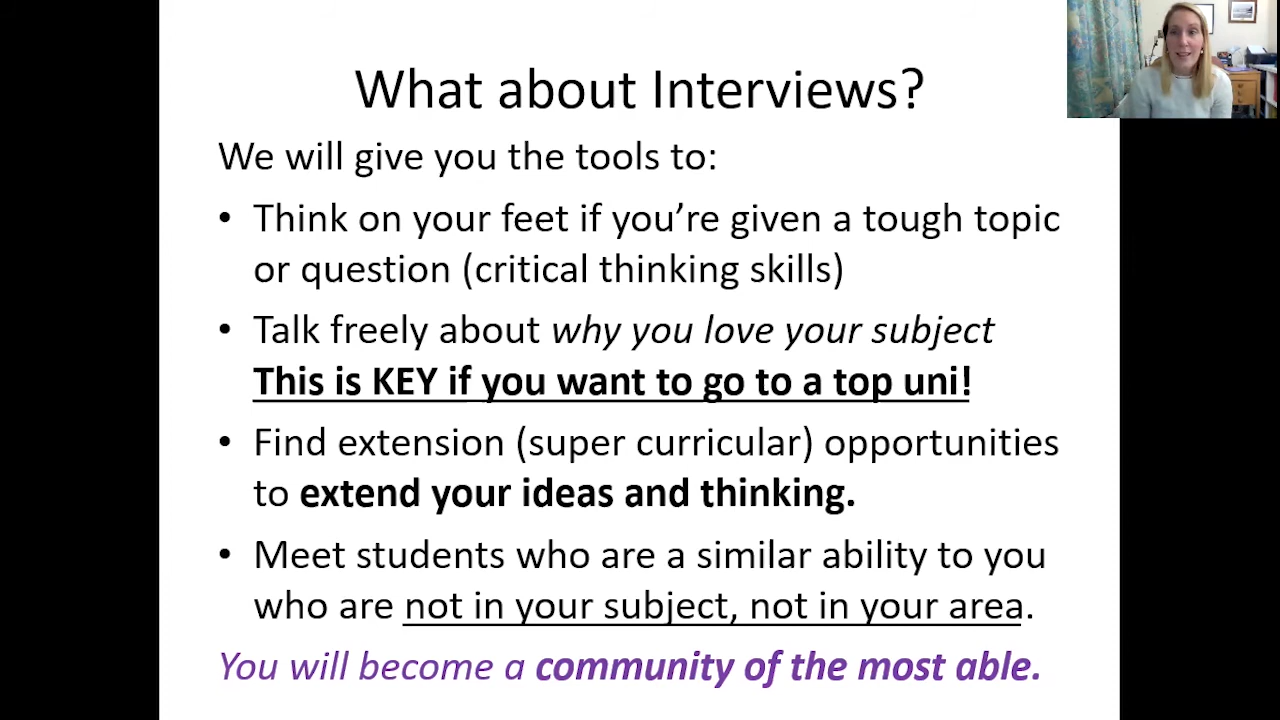 What about Interviews?
We will give you the tools to:
• Think on your feet if you’re given a tough topic
or question (critical thinking skills)
• Talk freely about why you love your subject
This is KEY if you want to go to a top uni!
• Find extension (super curricular) opportunities
to extend your ideas and thinking.
• Meet students who are a similar ability to you
who are not in your subject, not in your area.
You will become a community of the most able.